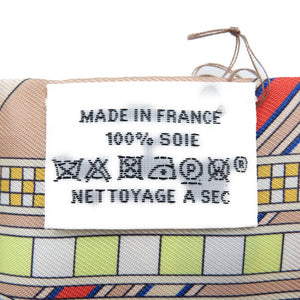 MADE IN FRANCE
100% SOIE
®
NETTOYAGE A SEC